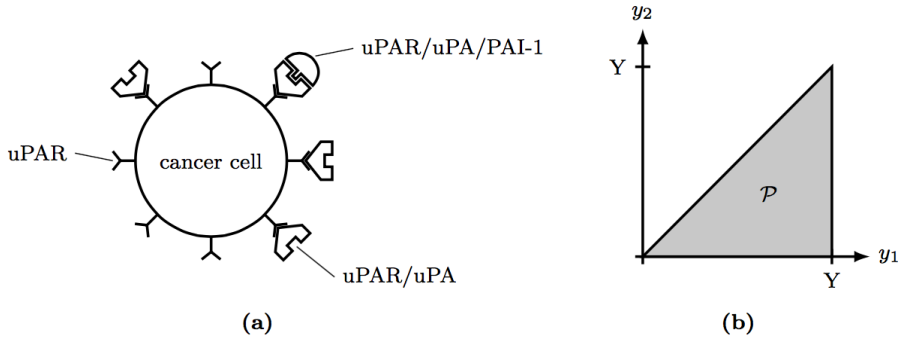 uPAR/uPA/PAI-1
uPAR
cancer cell
uPAR/uPA
(a)
y₂
Y
𝒫
y₁
Y
(b)